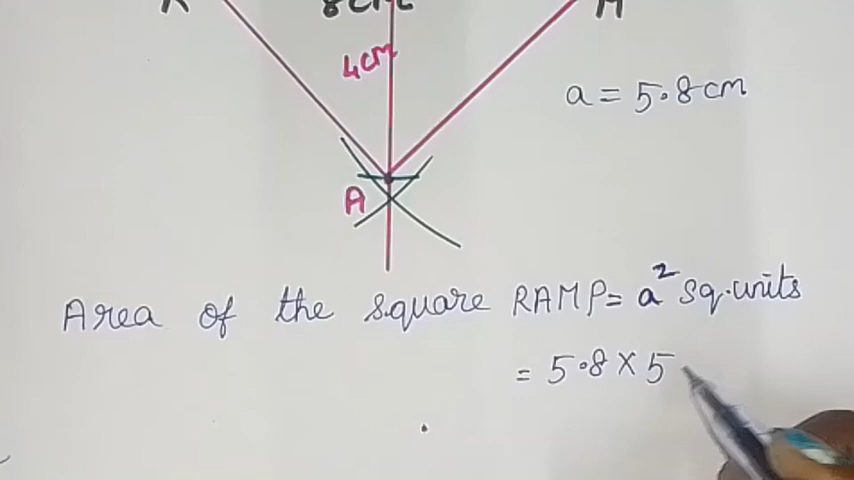 8cm
4cm
a = 5.8 cm
A
Area of the square RAMP = a² sq.units
= 5.8 × 5